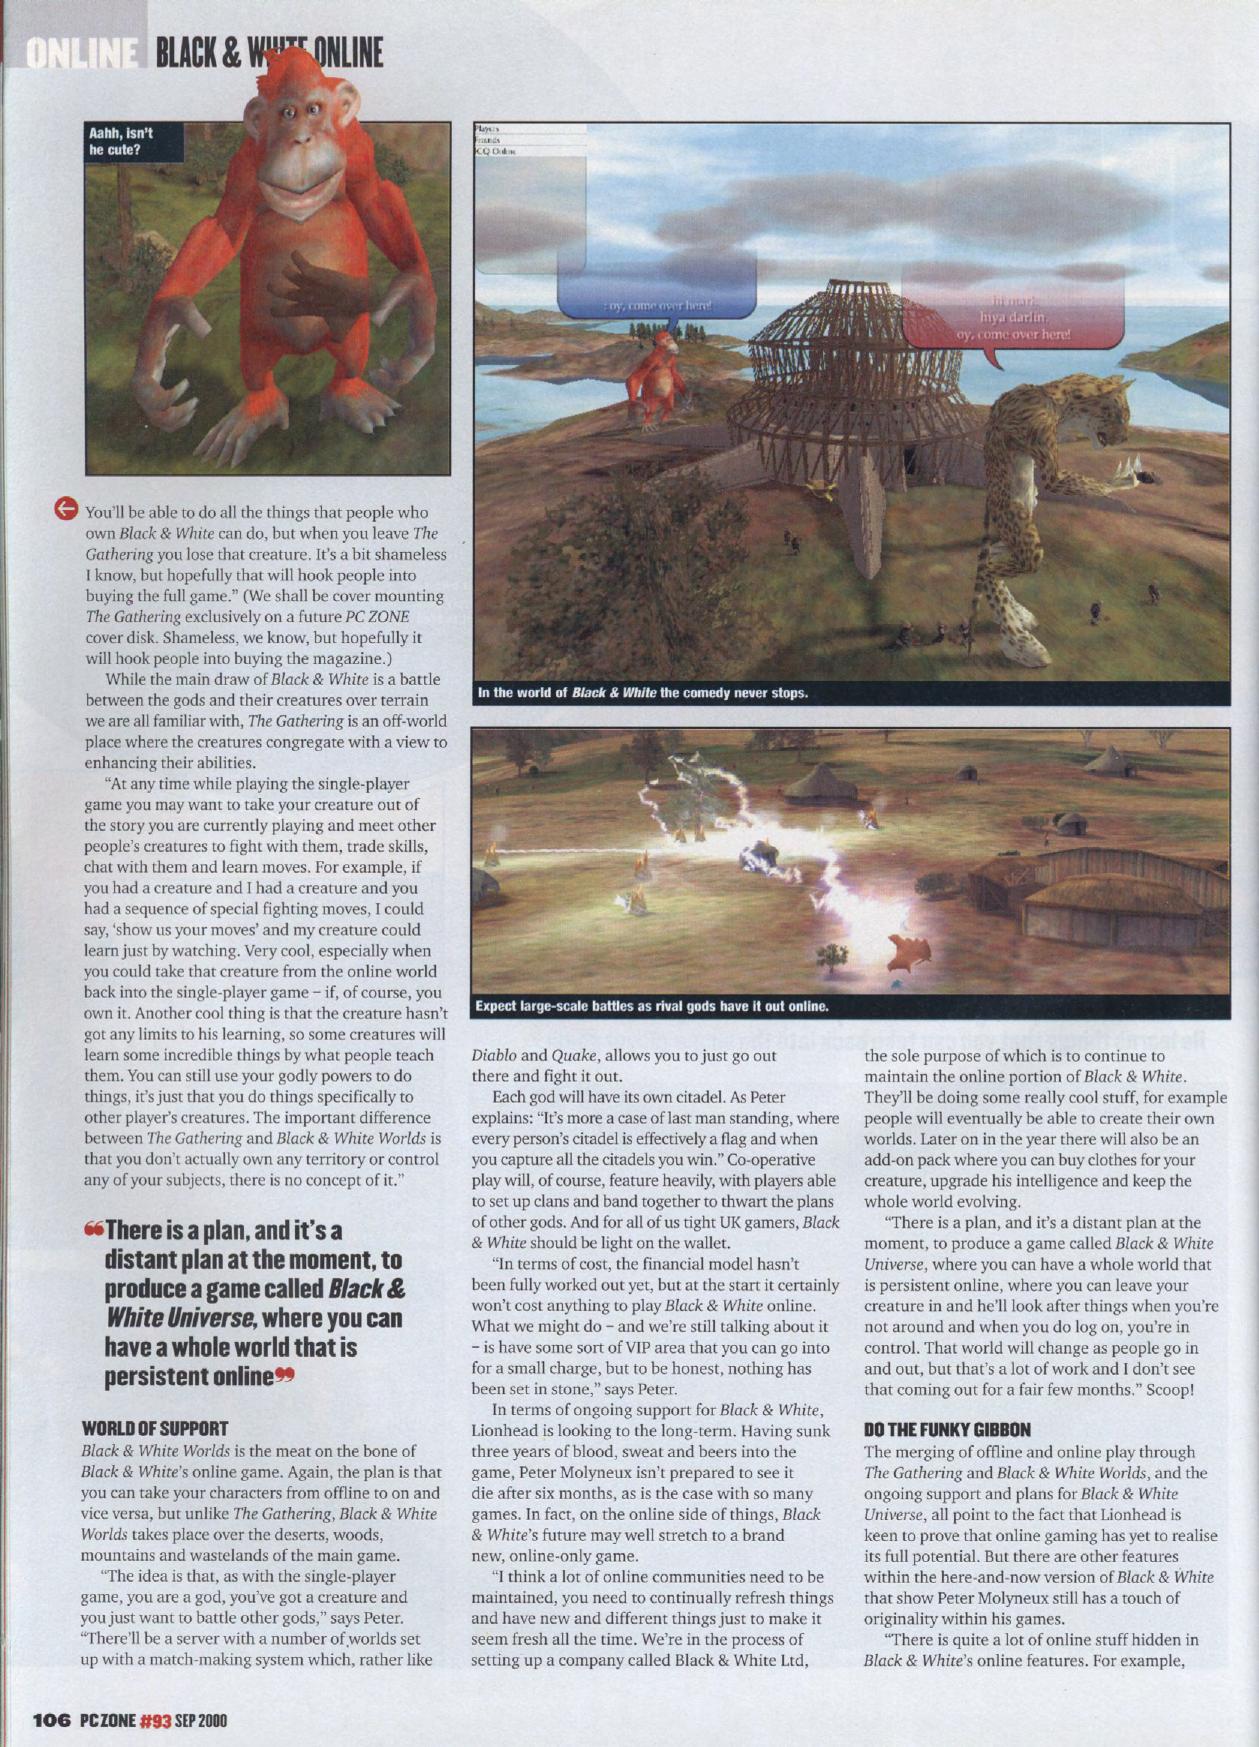 ONLINE BLACK & WHITE ONLINE
Aahh, isn't
he cute?
Players
Friends
ICQ Online
: oy, come over here!
hi mari.
hiya darlin.
oy, come over here!
In the world of Black & White the comedy never stops.
Expect large-scale battles as rival gods have it out online.
You'll be able to do all the things that people who
own Black & White can do, but when you leave The
Gathering you lose that creature. It's a bit shameless
I know, but hopefully that will hook people into
buying the full game.” (We shall be cover mounting
The Gathering exclusively on a future PC ZONE
cover disk. Shameless, we know, but hopefully it
will hook people into buying the magazine.)
While the main draw of Black & White is a battle
between the gods and their creatures over terrain
we are all familiar with, The Gathering is an off-world
place where the creatures congregate with a view to
enhancing their abilities.
“At any time while playing the single-player
game you may want to take your creature out of
the story you are currently playing and meet other
people's creatures to fight with them, trade skills,
chat with them and learn moves. For example, if
you had a creature and I had a creature and you
had a sequence of special fighting moves, I could
say, ‘show us your moves’ and my creature could
learn just by watching. Very cool, especially when
you could take that creature from the online world
back into the single-player game – if, of course, you
own it. Another cool thing is that the creature hasn't
got any limits to his learning, so some creatures will
learn some incredible things by what people teach
them. You can still use your godly powers to do
things, it's just that you do things specifically to
other player's creatures. The important difference
between The Gathering and Black & White Worlds is
that you don't actually own any territory or control
any of your subjects, there is no concept of it.”
“There is a plan, and it's a
distant plan at the moment, to
produce a game called Black &
White Universe, where you can
have a whole world that is
persistent online”
WORLD OF SUPPORT
Black & White Worlds is the meat on the bone of
Black & White's online game. Again, the plan is that
you can take your characters from offline to on and
vice versa, but unlike The Gathering, Black & White
Worlds takes place over the deserts, woods,
mountains and wastelands of the main game.
“The idea is that, as with the single-player
game, you are a god, you've got a creature and
you just want to battle other gods,” says Peter.
“There'll be a server with a number of worlds set
up with a match-making system which, rather like
Diablo and Quake, allows you to just go out
there and fight it out.
Each god will have its own citadel. As Peter
explains: “It's more a case of last man standing, where
every person's citadel is effectively a flag and when
you capture all the citadels you win.” Co-operative
play will, of course, feature heavily, with players able
to set up clans and band together to thwart the plans
of other gods. And for all of us tight UK gamers, Black
& White should be light on the wallet.
“In terms of cost, the financial model hasn't
been fully worked out yet, but at the start it certainly
won't cost anything to play Black & White online.
What we might do – and we're still talking about it
– is have some sort of VIP area that you can go into
for a small charge, but to be honest, nothing has
been set in stone,” says Peter.
In terms of ongoing support for Black & White,
Lionhead is looking to the long-term. Having sunk
three years of blood, sweat and beers into the
game, Peter Molyneux isn't prepared to see it
die after six months, as is the case with so many
games. In fact, on the online side of things, Black
& White's future may well stretch to a brand
new, online-only game.
“I think a lot of online communities need to be
maintained, you need to continually refresh things
and have new and different things just to make it
seem fresh all the time. We're in the process of
setting up a company called Black & White Ltd,
the sole purpose of which is to continue to
maintain the online portion of Black & White.
They'll be doing some really cool stuff, for example
people will eventually be able to create their own
worlds. Later on in the year there will also be an
add-on pack where you can buy clothes for your
creature, upgrade his intelligence and keep the
whole world evolving.
“There is a plan, and it's a distant plan at the
moment, to produce a game called Black & White
Universe, where you can have a whole world that
is persistent online, where you can leave your
creature in and he'll look after things when you're
not around and when you do log on, you're in
control. That world will change as people go in
and out, but that's a lot of work and I don't see
that coming out for a fair few months.” Scoop!
DO THE FUNKY GIBBON
The merging of offline and online play through
The Gathering and Black & White Worlds, and the
ongoing support and plans for Black & White
Universe, all point to the fact that Lionhead is
keen to prove that online gaming has yet to realise
its full potential. But there are other features
within the here-and-now version of Black & White
that show Peter Molyneux still has a touch of
originality within his games.
“There is quite a lot of online stuff hidden in
Black & White's online features. For example,
106 PCZONE #93 SEP 2000